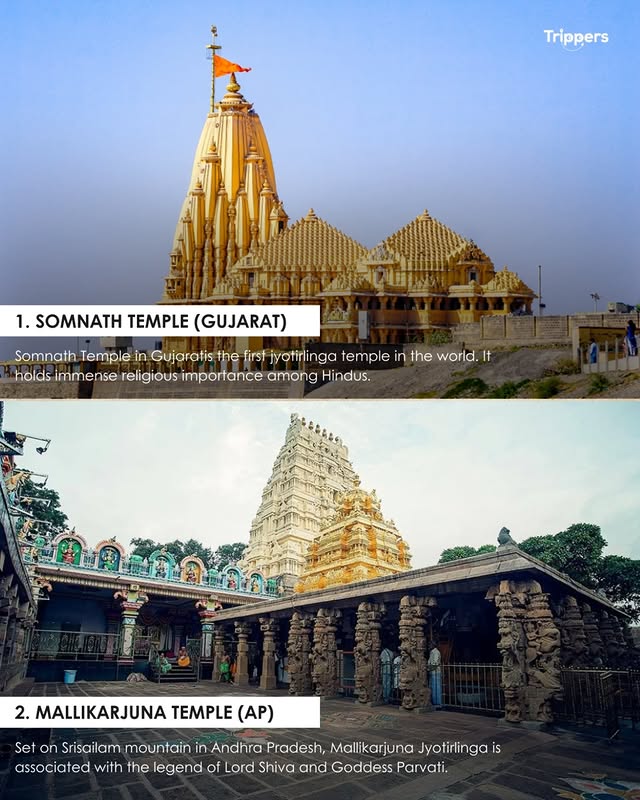 Trippers
1. SOMNATH TEMPLE (GUJARAT)
Somnath Temple in Gujaratis the first jyotirlinga temple in the world. It
holds immense religious importance among Hindus.
2. MALLIKARJUNA TEMPLE (AP)
Set on Srisailam mountain in Andhra Pradesh, Mallikarjuna Jyotirlinga is
associated with the legend of Lord Shiva and Goddess Parvati.